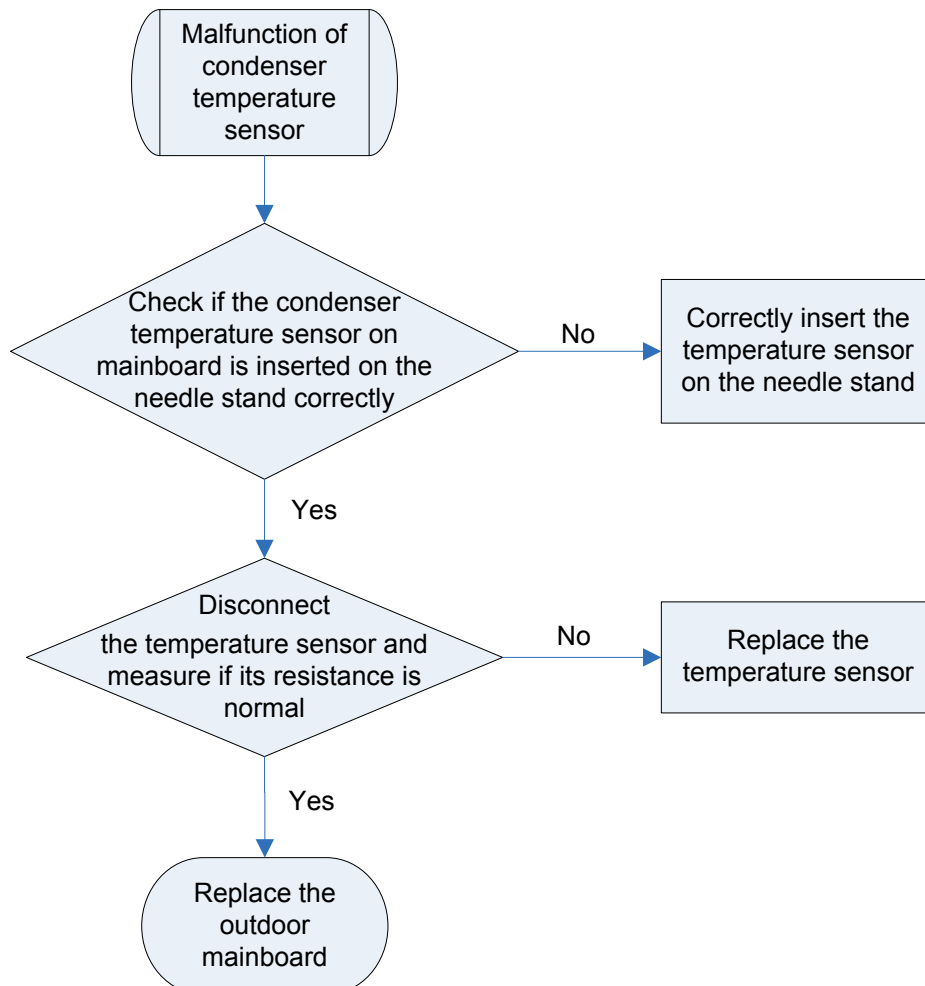 Malfunction of
condenser
temperature
sensor
Check if the condenser
temperature sensor on
mainboard is inserted on the
needle stand correctly
No
Correctly insert the
temperature sensor
on the needle stand
Yes
Disconnect
the temperature sensor and
measure if its resistance is
normal
No
Replace the
temperature sensor
Yes
Replace the
outdoor
mainboard